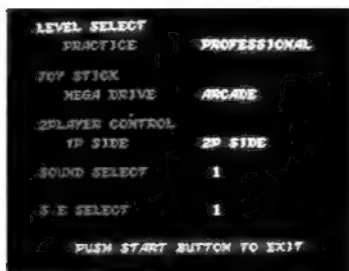 LEVEL SELECT
PRACTICE PROFESSIONAL
JOY STICK
MEGA DRIVE ARCADE
2PLAYER CONTROL
1P SIDE 2P SIDE
SOUND SELECT 1
S E SELECT 1
PUSH START BUTTON TO EXIT